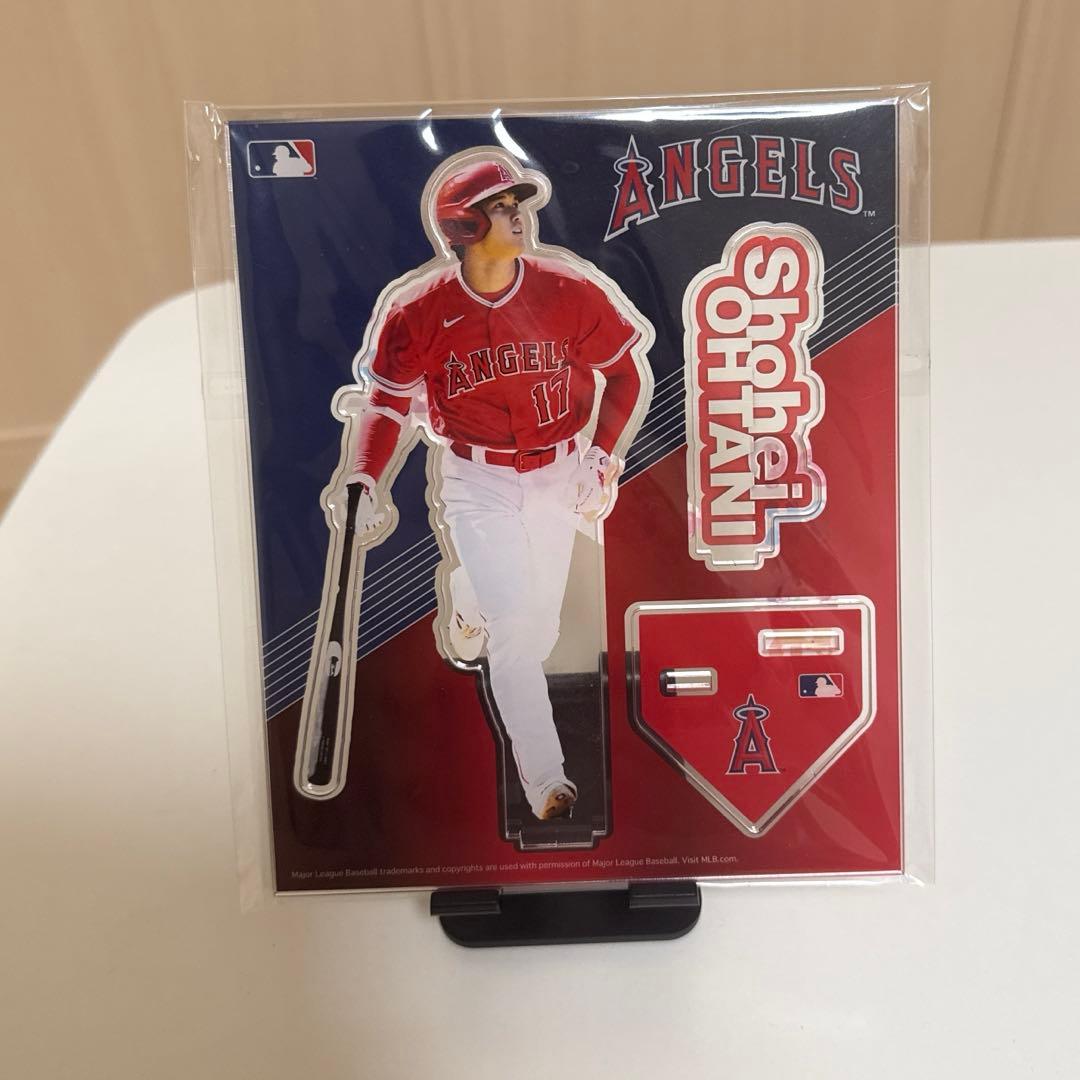 ANGELS™
Shohei
OHTANI
ANGELS
17
A
Major League Baseball trademarks and copyrights are used with permission of Major League Baseball. Visit MLB.com.